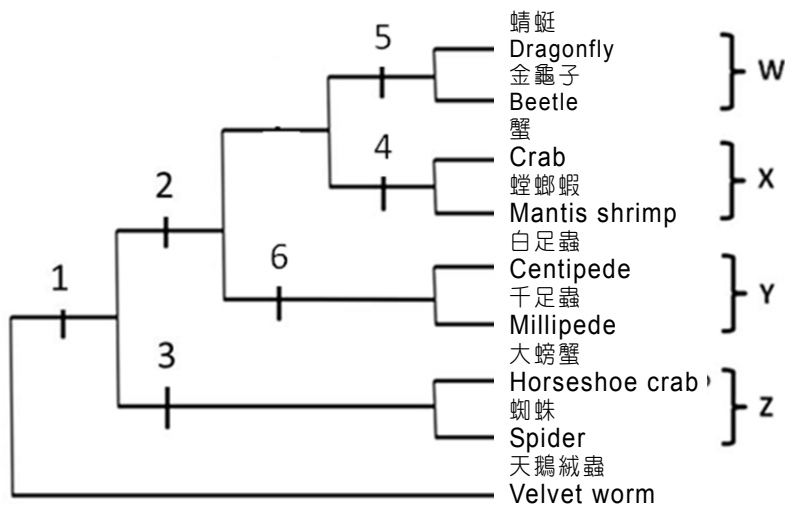 蜻蜓
5
Dragonfly
W
金龜子
Beetle
蟹
4
Crab
X
螳螂蝦
2
Mantis shrimp
白足蟲
6
Centipede
Y
千足蟲
1
Millipede
3
大螃蟹
Horseshoe crab
Z
蜘蛛
Spider
天鵝絨蟲
Velvet worm